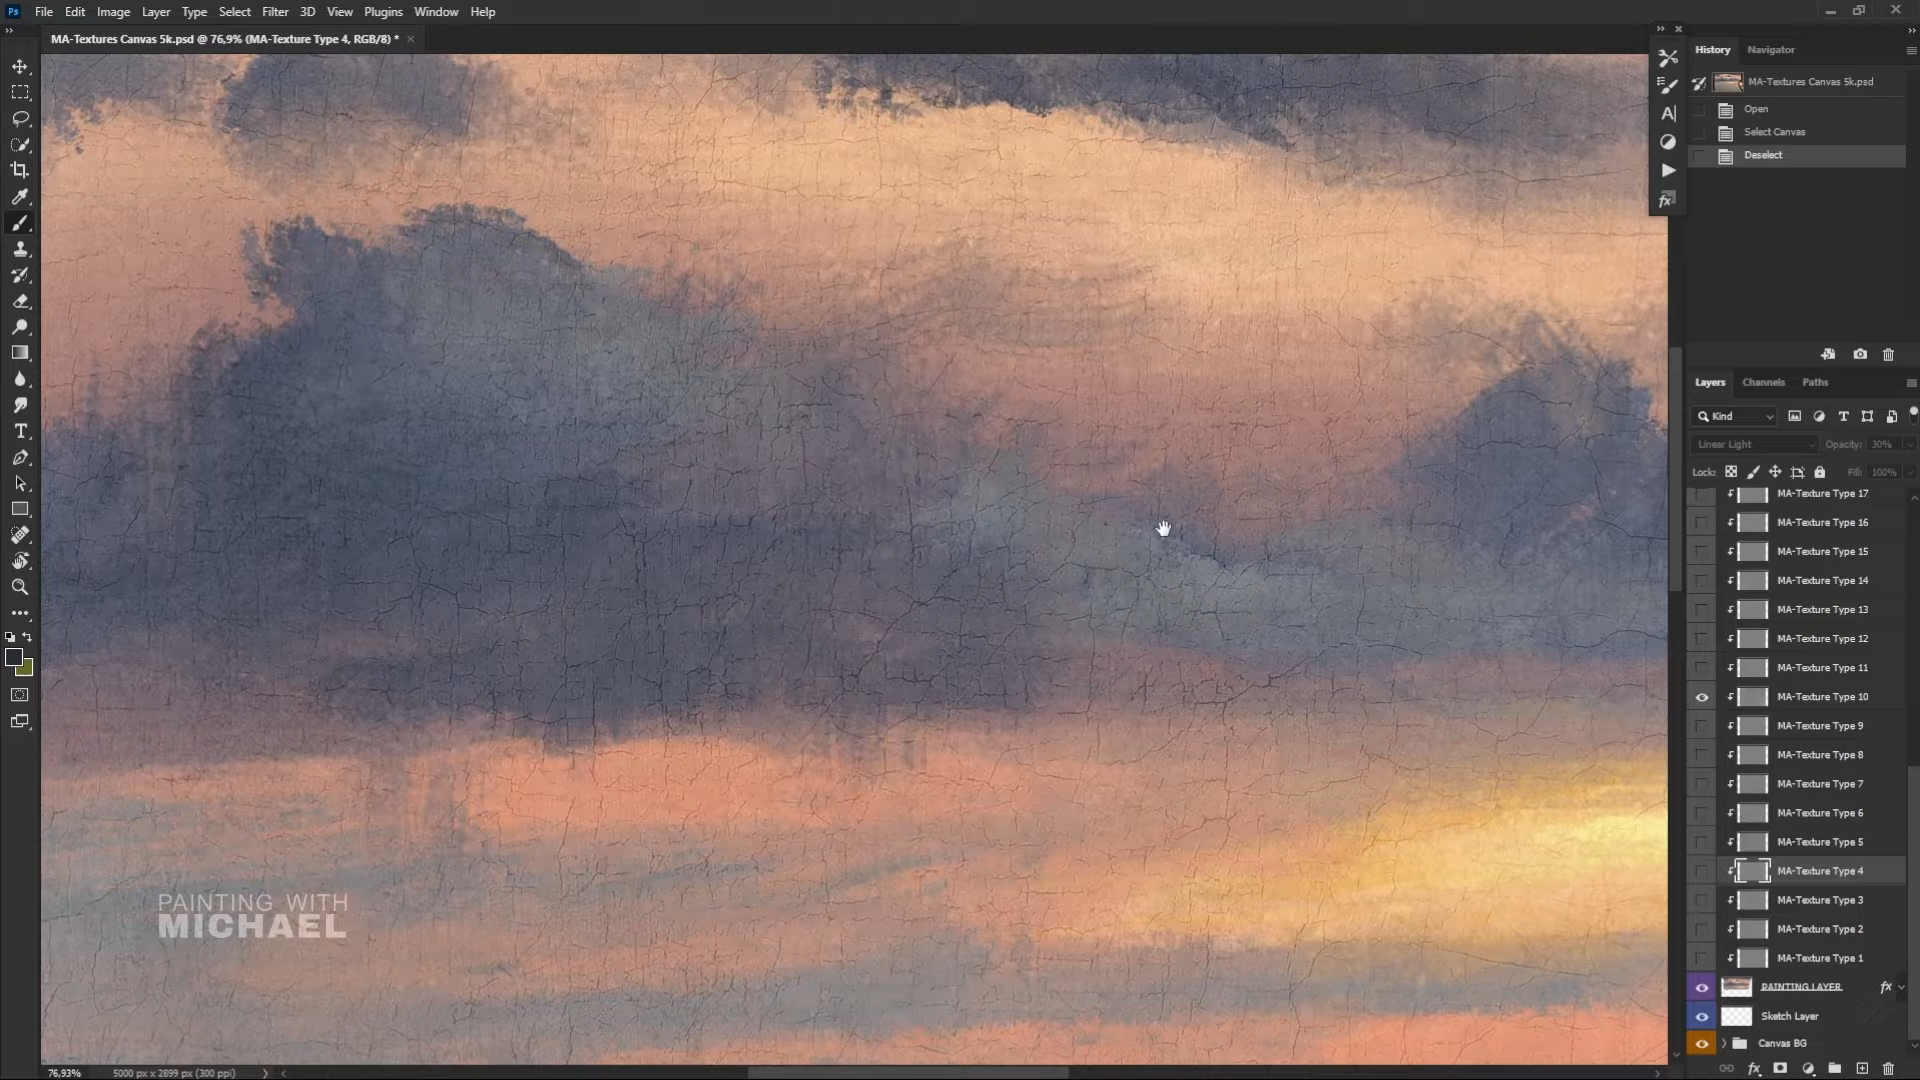 Ps File Edit Image Layer Type Select Filter 3D View Plugins Window Help
MA-Textures Canvas 5k.psd @ 76,9% (MA-Texture Type 4, RGB/8) * ×
History Navigator
MA-Textures Canvas 5k.psd
Open
Select Canvas
Deselect
Layers Channels Paths
Kind
Linear Light Opacity: 30%
Lock: Fill: 100%
MA-Texture Type 17
MA-Texture Type 16
MA-Texture Type 15
MA-Texture Type 14
MA-Texture Type 13
MA-Texture Type 12
MA-Texture Type 11
MA-Texture Type 10
MA-Texture Type 9
MA-Texture Type 8
MA-Texture Type 7
MA-Texture Type 6
MA-Texture Type 5
MA-Texture Type 4
MA-Texture Type 3
MA-Texture Type 2
MA-Texture Type 1
PAINTING LAYER fx
Sketch Layer
Canvas BG
PAINTING WITH
MICHAEL
76,93% 5000 px x 2899 px (300 ppi)